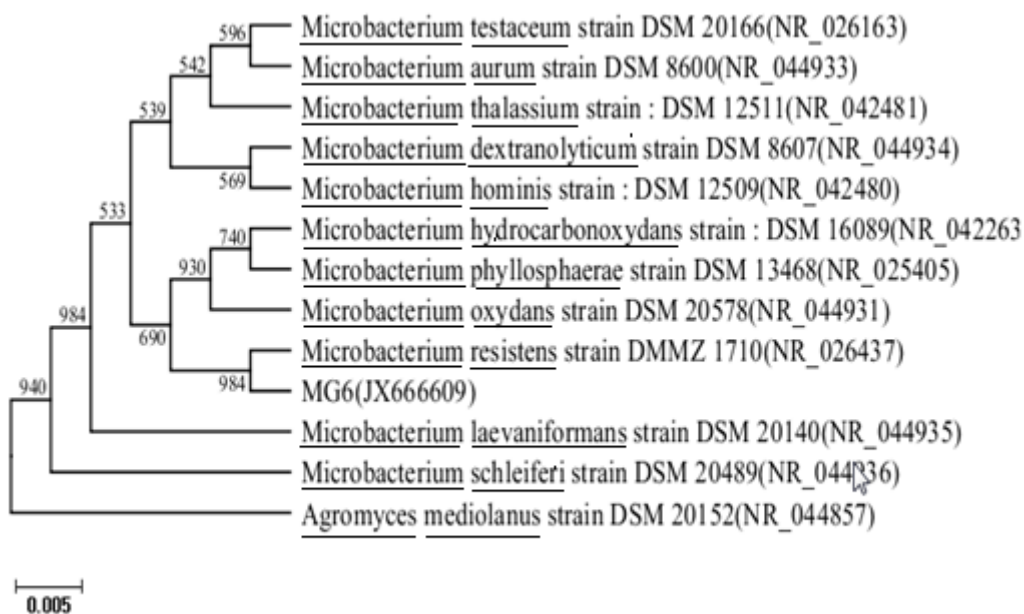 596
Microbacterium testaceum strain DSM 20166(NR_026163)
542
Microbacterium aurum strain DSM 8600(NR_044933)
539
Microbacterium thalassium strain : DSM 12511(NR_042481)
Microbacterium dextranolyticum strain DSM 8607(NR_044934)
569
Microbacterium hominis strain : DSM 12509(NR_042480)
533
Microbacterium hydrocarbonoxydans strain : DSM 16089(NR_042263
740
930
Microbacterium phyllosphaerae strain DSM 13468(NR_025405)
984
Microbacterium oxydans strain DSM 20578(NR_044931)
690
Microbacterium resistens strain DMMZ 1710(NR_026437)
940
984
MG6(JX666609)
Microbacterium laevaniformans strain DSM 20140(NR_044935)
Microbacterium schleiferi strain DSM 20489(NR_044936)
Agromyces mediolanus strain DSM 20152(NR_044857)
0.005